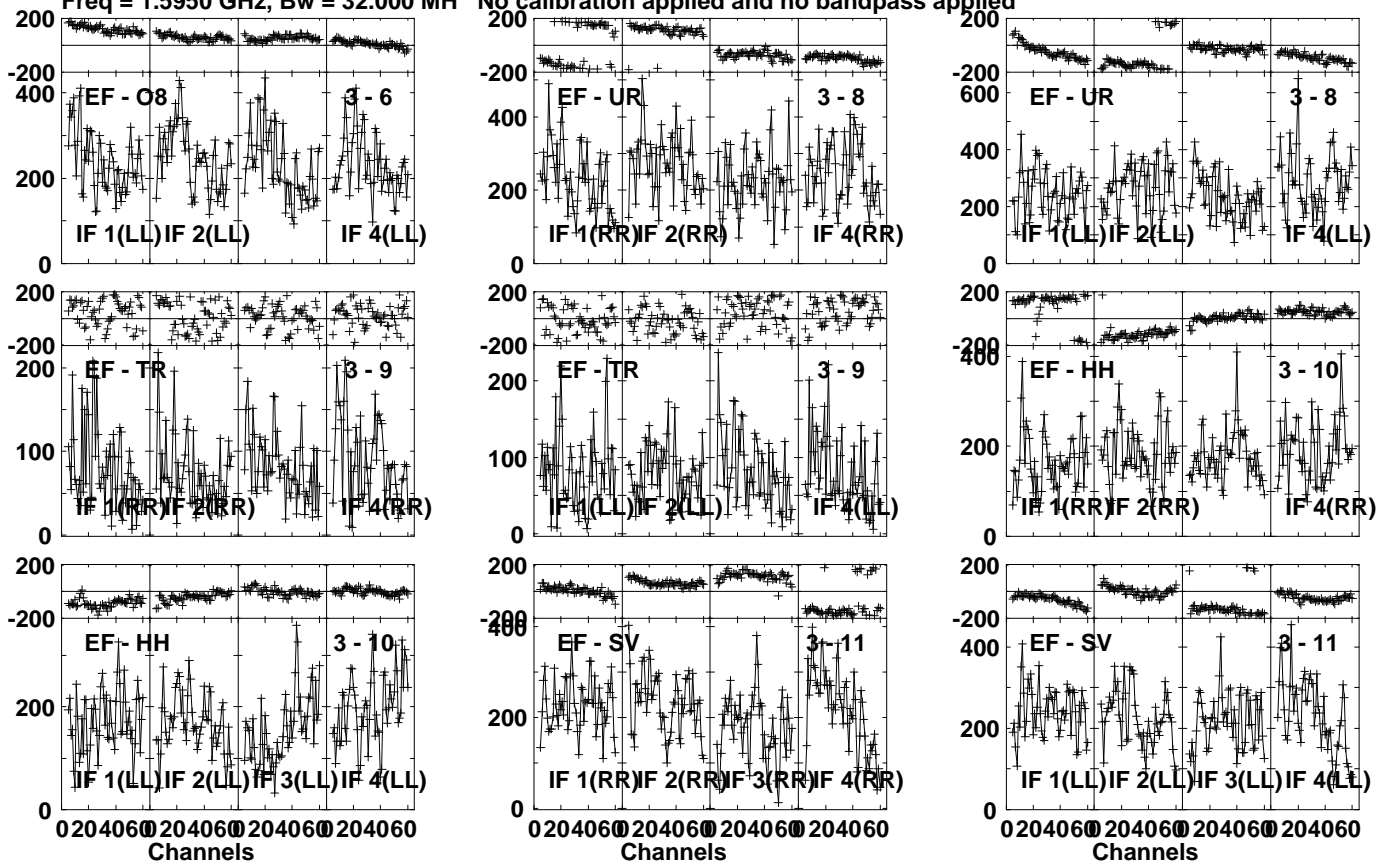 Freq = 1.5950 GHz, Bw = 32.000 MH   No calibration applied and no bandpass applied
200
-200
400
200
0
EF - O8
3 - 6
IF 1(LL)
IF 2(LL)
IF 4(LL)
200
-200
400
200
0
EF - UR
3 - 8
IF 1(RR)
IF 2(RR)
IF 4(RR)
200
-200
600
400
200
0
EF - UR
3 - 8
IF 1(LL)
IF 2(LL)
IF 4(LL)
200
-200
200
100
0
EF - TR
3 - 9
IF 1(RR)
IF 2(RR)
IF 4(RR)
200
-200
200
100
0
EF - TR
3 - 9
IF 1(LL)
IF 2(LL)
IF 4(LL)
200
-200
400
200
0
EF - HH
3 - 10
IF 1(RR)
IF 2(RR)
IF 4(RR)
200
-200
200
0
EF - HH
3 - 10
IF 1(LL)
IF 2(LL)
IF 3(LL)
IF 4(LL)
0 20 40 60 0 20 40 60 0 20 40 60 0 20 40 60
Channels
200
-200
400
200
0
EF - SV
3 - 11
IF 1(RR)
IF 2(RR)
IF 3(RR)
IF 4(RR)
0 20 40 60 0 20 40 60 0 20 40 60 0 20 40 60
Channels
200
-200
400
200
0
EF - SV
3 - 11
IF 1(LL)
IF 2(LL)
IF 3(LL)
IF 4(LL)
0 20 40 60 0 20 40 60 0 20 40 60 0 20 40 60
Channels